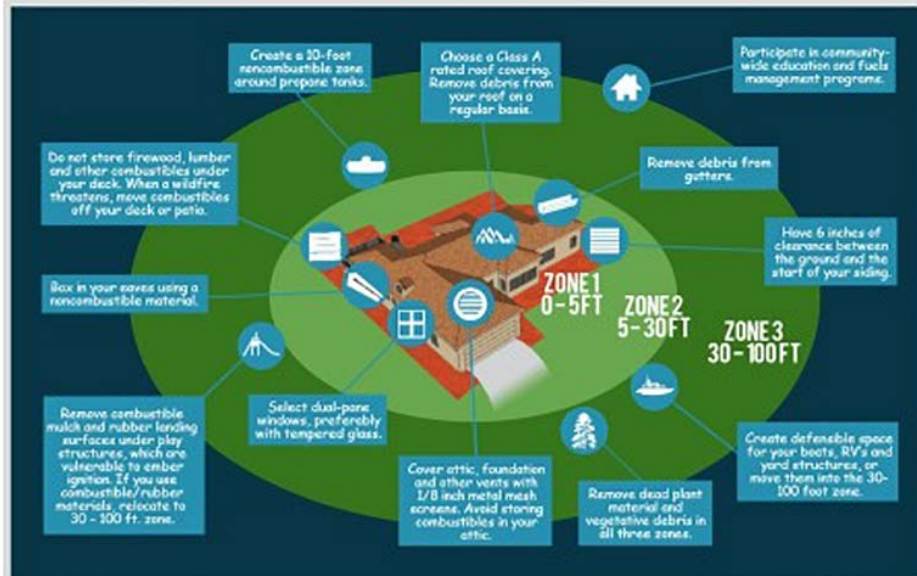 Create a 10-foot
noncombustible zone
around propane tanks.
Choose a Class A
rated roof covering.
Remove debris from
your roof on a
regular basis.
Participate in community-
wide education and fuels
management programs.
Do not store firewood, lumber
and other combustibles under
your deck. When a wildfire
threatens, move combustibles
off your deck or patio.
Remove debris from
gutters.
Have 6 inches of
clearance between
the ground and the
start of your siding.
Box in your eaves using a
noncombustible material.
ZONE 1
0-5FT
ZONE 2
5-30FT
ZONE 3
30-100FT
Remove combustible
mulch and rubber landing
surfaces under play
structures, which are
vulnerable to ember
ignition. If you use
combustible/rubber
materials, relocate to
30 - 100 ft. zone.
Select dual-pane
windows, preferably
with tempered glass.
Cover attic, foundation
and other vents with
1/8 inch metal mesh
screens. Avoid storing
combustibles in your
attic.
Remove dead plant
material and
vegetative debris in
all three zones.
Create defensible space
for your boats, RV's and
yard structures, or
move them into the 30-
100 foot zone.